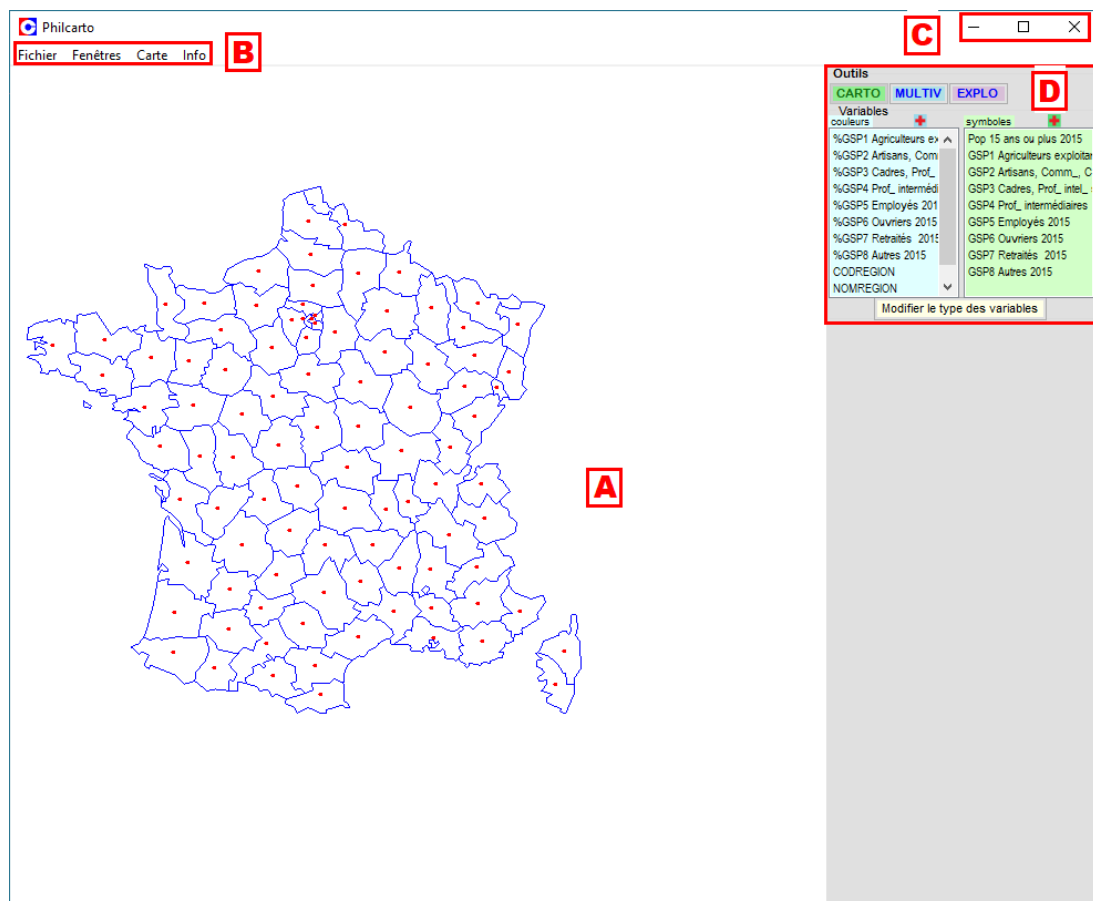 Philcarto
C
Fichier Fenêtres Carte Info
B
Outils
CARTO MULTIV EXPLO
D
Variables
couleurs symboles
%GSP1 Agriculteurs ex
%GSP2 Artisans, Com
%GSP3 Cadres, Prof_
%GSP4 Prof_ intermédi
%GSP5 Employés 201
%GSP6 Ouvriers 2015
%GSP7 Retraités 2015
%GSP8 Autres 2015
CODREGION
NOMREGION
Pop 15 ans ou plus 2015
GSP1 Agriculteurs exploitan
GSP2 Artisans, Comm_, C
GSP3 Cadres, Prof_ intel_ s
GSP4 Prof_ intermédiaires
GSP5 Employés 2015
GSP6 Ouvriers 2015
GSP7 Retraités 2015
GSP8 Autres 2015
Modifier le type des variables
A